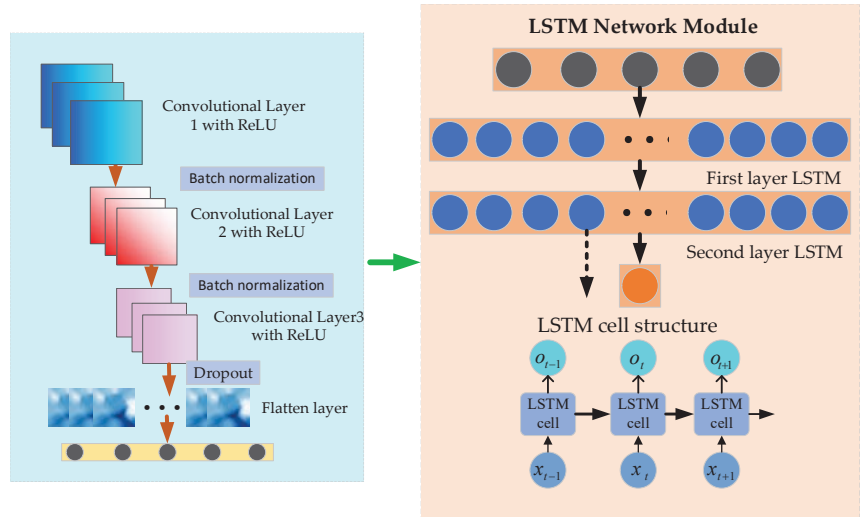 Convolutional Layer
1 with ReLU
Batch normalization
Convolutional Layer
2 with ReLU
Batch normalization
Convolutional Layer3
with ReLU
Dropout
Flatten layer
LSTM Network Module
First layer LSTM
Second layer LSTM
LSTM cell structure
o_{t-1} o_t o_{t+1}
LSTM LSTM LSTM
cell cell cell
x_{t-1} x_t x_{t+1}